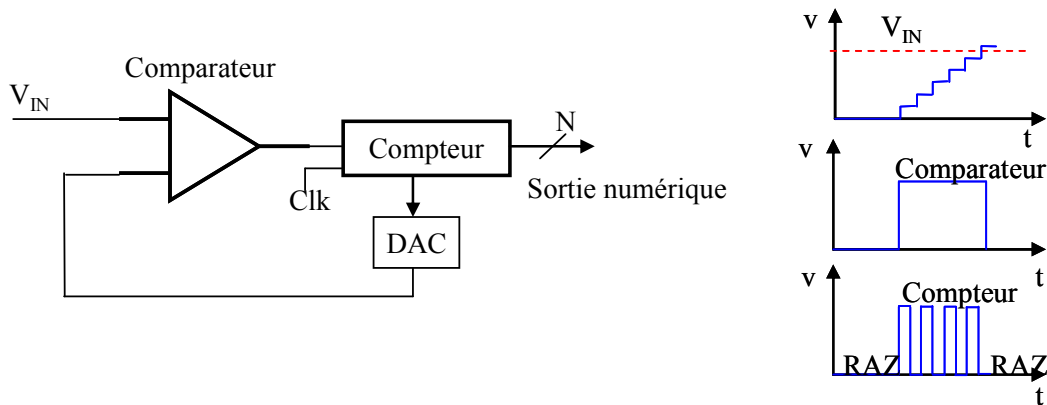 Comparateur
V_IN
Compteur
N
Clk
Sortie numérique
DAC
v
V_IN
t
v
Comparateur
t
v
Compteur
RAZ
RAZ
t